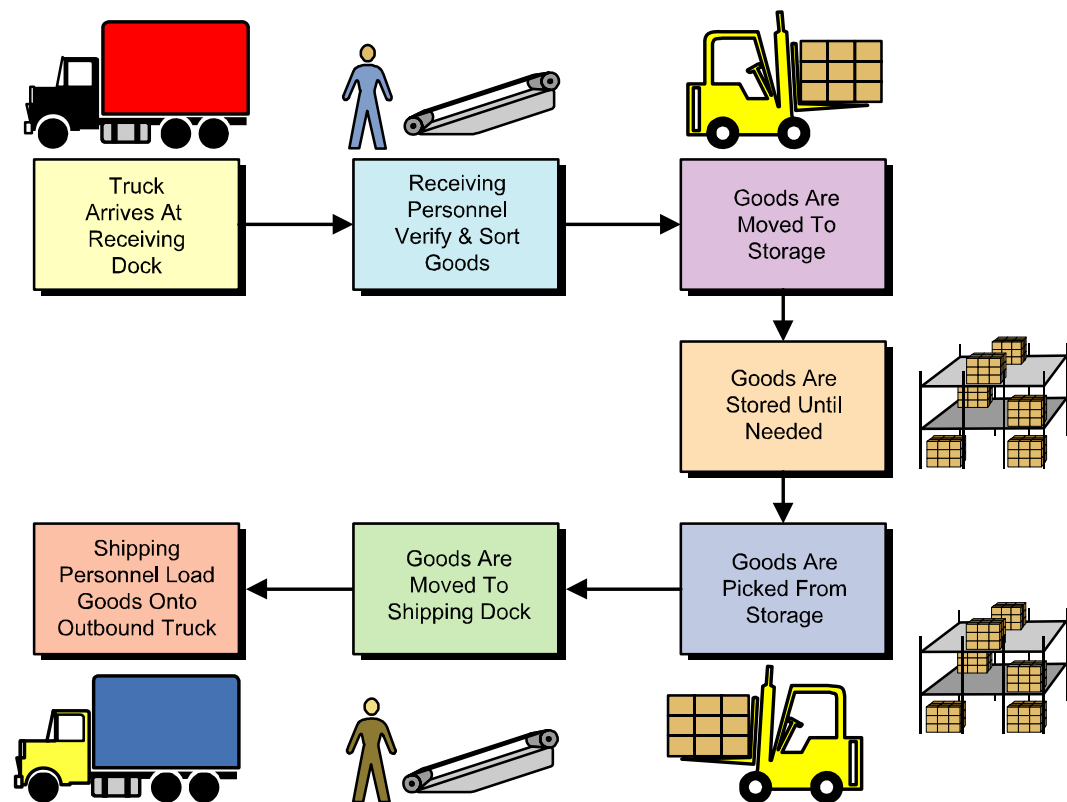 Truck
Arrives At
Receiving
Dock
Receiving
Personnel
Verify & Sort
Goods
Goods Are
Moved To
Storage
Goods Are
Stored Until
Needed
Goods Are
Picked From
Storage
Goods Are
Moved To
Shipping Dock
Shipping
Personnel Load
Goods Onto
Outbound Truck